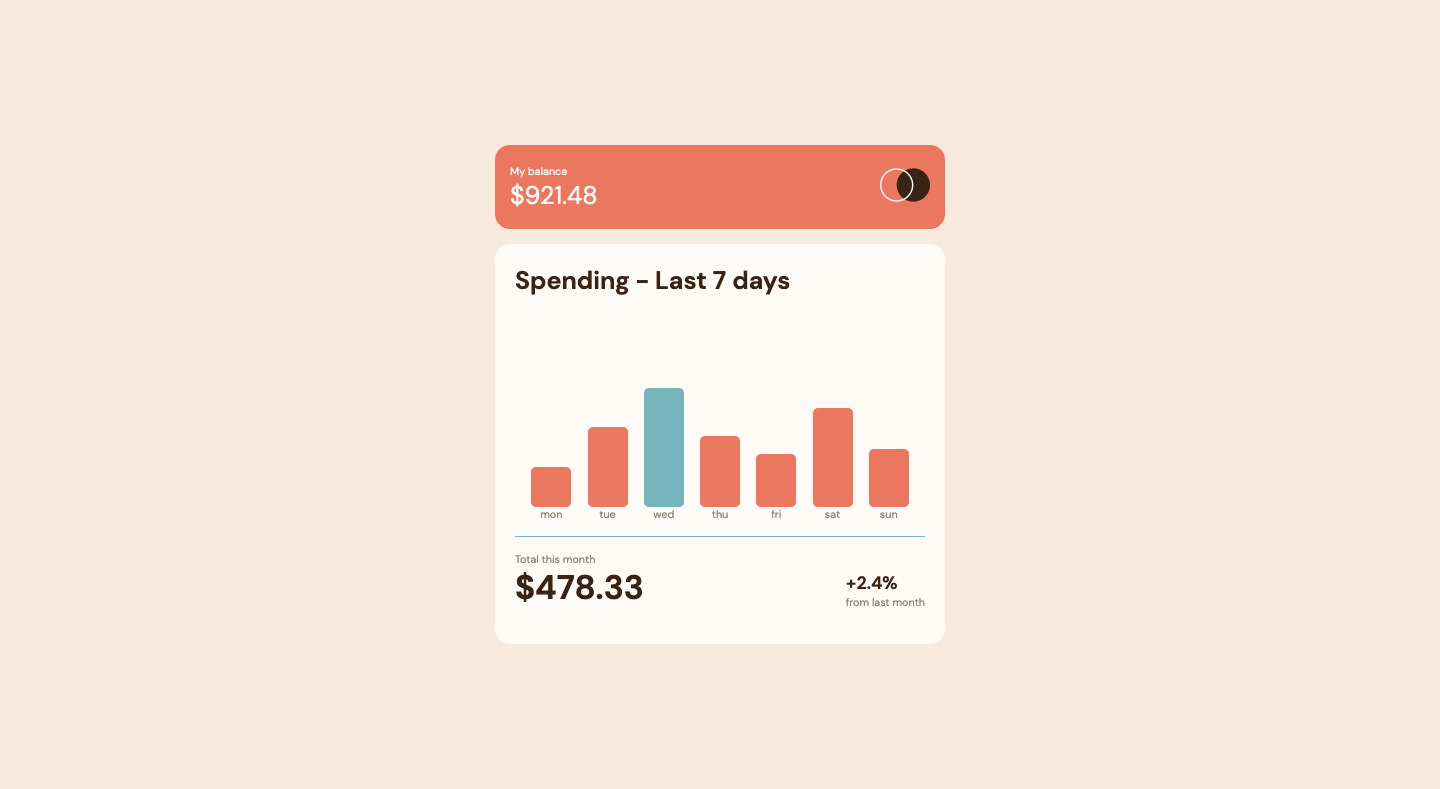 My balance
$921.48
Spending - Last 7 days
mon tue wed thu fri sat sun
Total this month
$478.33
+2.4%
from last month